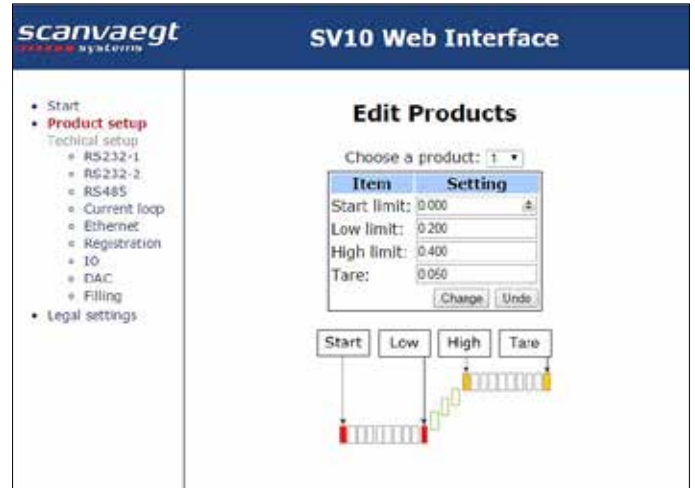 scanvaegt
systems
SV10 Web Interface
Start
Product setup
Techical setup
RS232-1
RS232-2
RS485
Current loop
Ethernet
Registration
IO
DAC
Filling
Legal settings
Edit Products
Choose a product: 1
Item Setting
Start limit: 0.000
Low limit: 0.200
High limit: 0.400
Tare: 0.050
Change Undo
Start Low High Tare